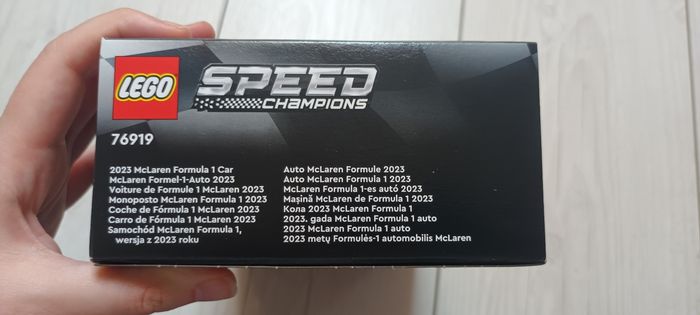 LEGO
SPEED
CHAMPIONS
76919
2023 McLaren Formula 1 Car
McLaren Formel-1-Auto 2023
Voiture de Formule 1 McLaren 2023
Monoposto McLaren Formula 1 2023
Coche de Fórmula 1 McLaren 2023
Carro de Fórmula 1 McLaren 2023
Samochód McLaren Formula 1,
wersja z 2023 roku
Auto McLaren Formule 2023
Auto McLaren Formula 1 2023
McLaren Formula 1-es autó 2023
Mașină McLaren de Formula 1 2023
Кола 2023 McLaren Formula 1
2023. gada McLaren Formula 1 auto
2023 McLaren Formula 1 auto
2023 metų Formulės-1 automobilis McLaren